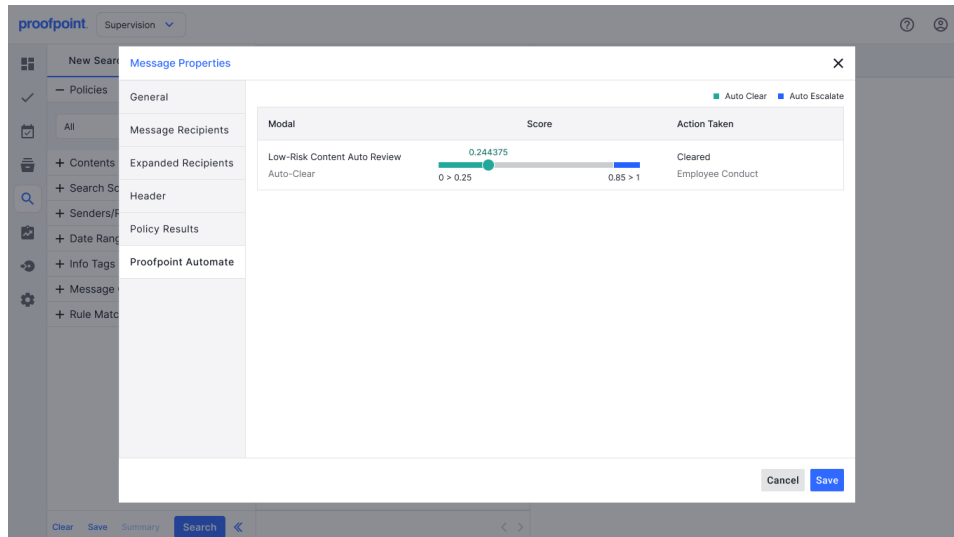 proofpoint. Supervision
New Sear
Policies
All
Contents
Search Sc
Senders/R
Date Rang
Info Tags
Message
Rule Matc
Clear Save Summary Search
Message Properties
General
Message Recipients
Expanded Recipients
Header
Policy Results
Proofpoint Automate
Auto Clear Auto Escalate
Modal Score Action Taken
Low-Risk Content Auto Review 0.244375 Cleared
Auto-Clear 0 > 0.25 0.85 > 1 Employee Conduct
Cancel Save